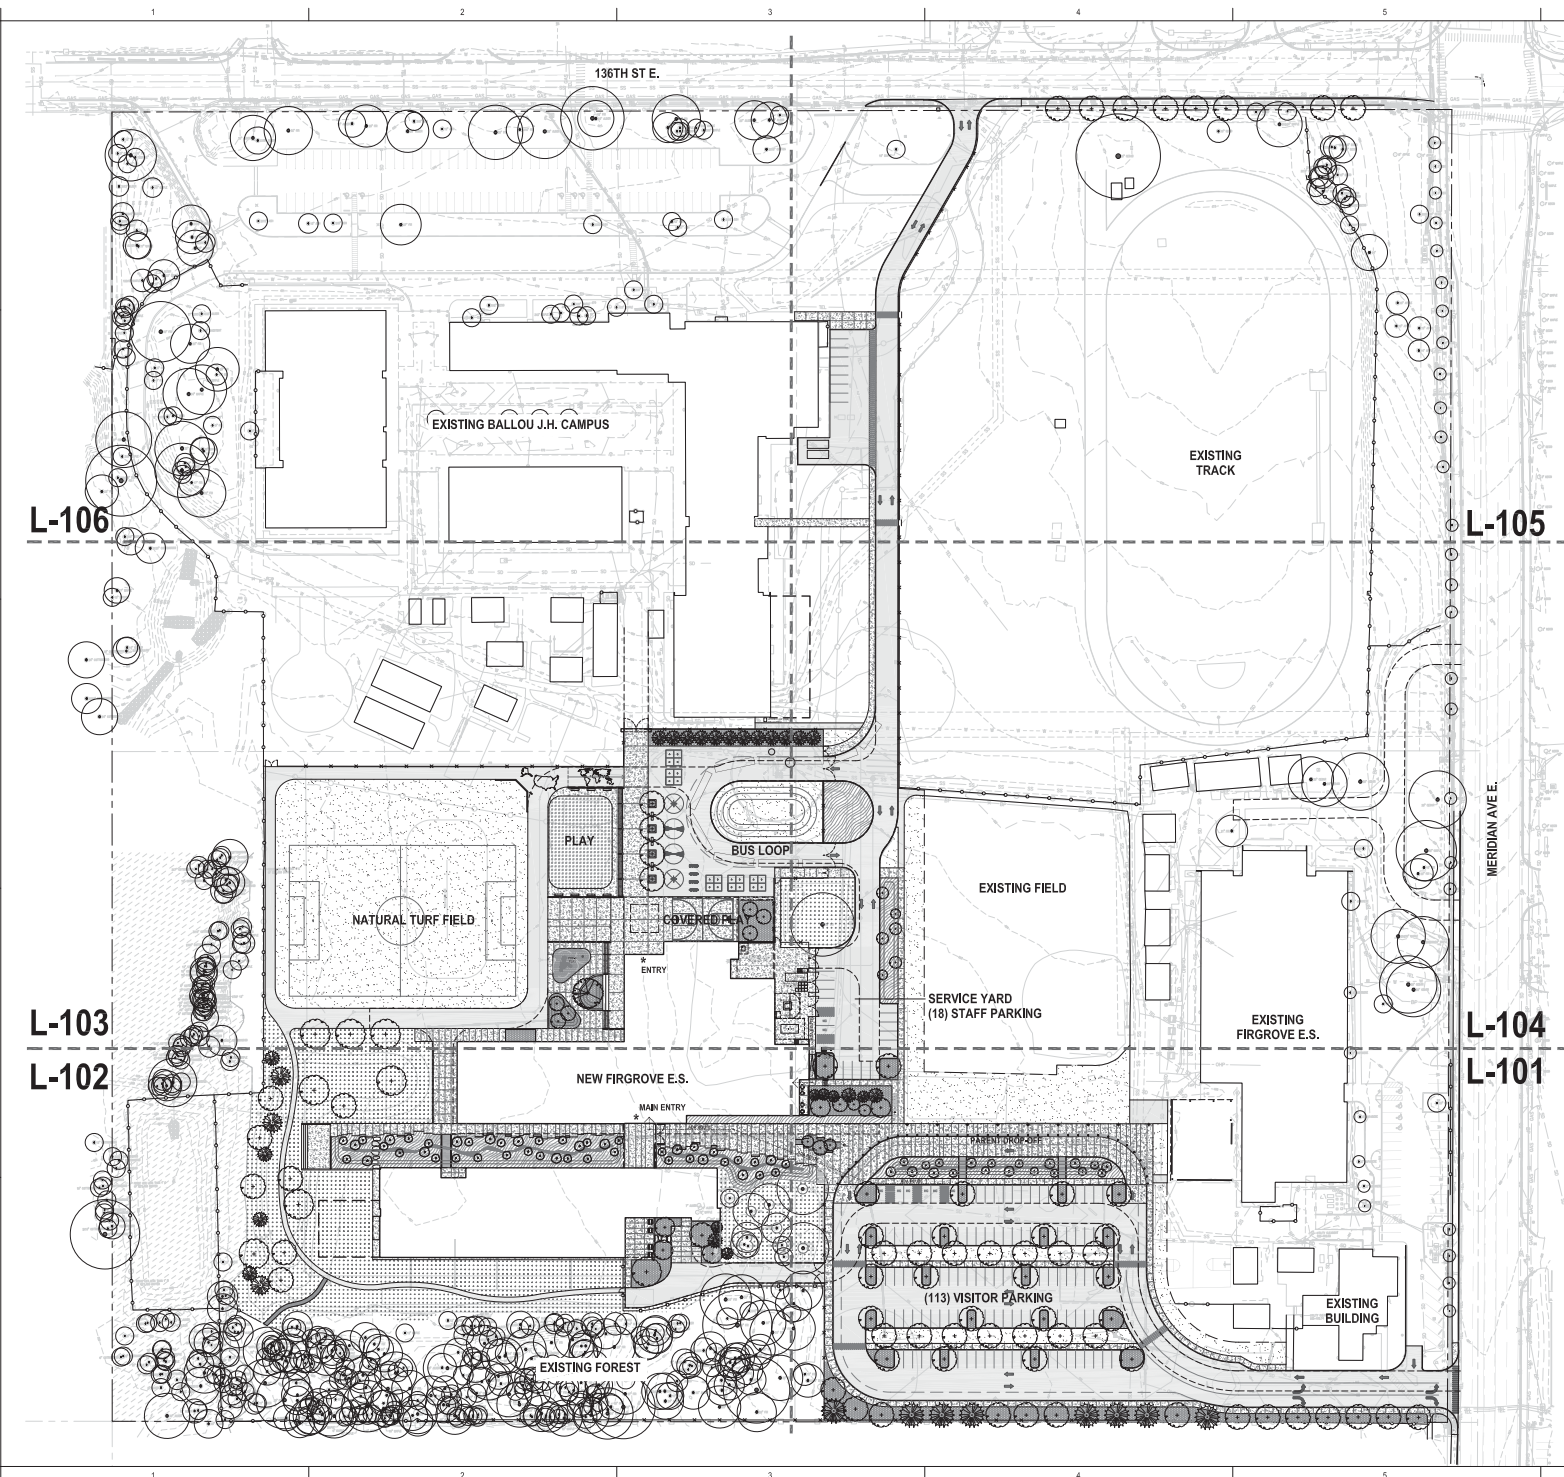 1 2 3 4 5
136TH ST E.
EXISTING BALLOU J.H. CAMPUS
EXISTING
TRACK
L-106
L-105
MERIDIAN AVE E.
PLAY
BUS LOOP
EXISTING FIELD
NATURAL TURF FIELD
COVERED PLAY
* ENTRY
SERVICE YARD
(18) STAFF PARKING
L-103
L-104
EXISTING
FIRGROVE E.S.
L-102
L-101
NEW FIRGROVE E.S.
MAIN ENTRY
*
PARENT DROP-OFF
(113) VISITOR PARKING
EXISTING
BUILDING
EXISTING FOREST
1 2 3 4 5